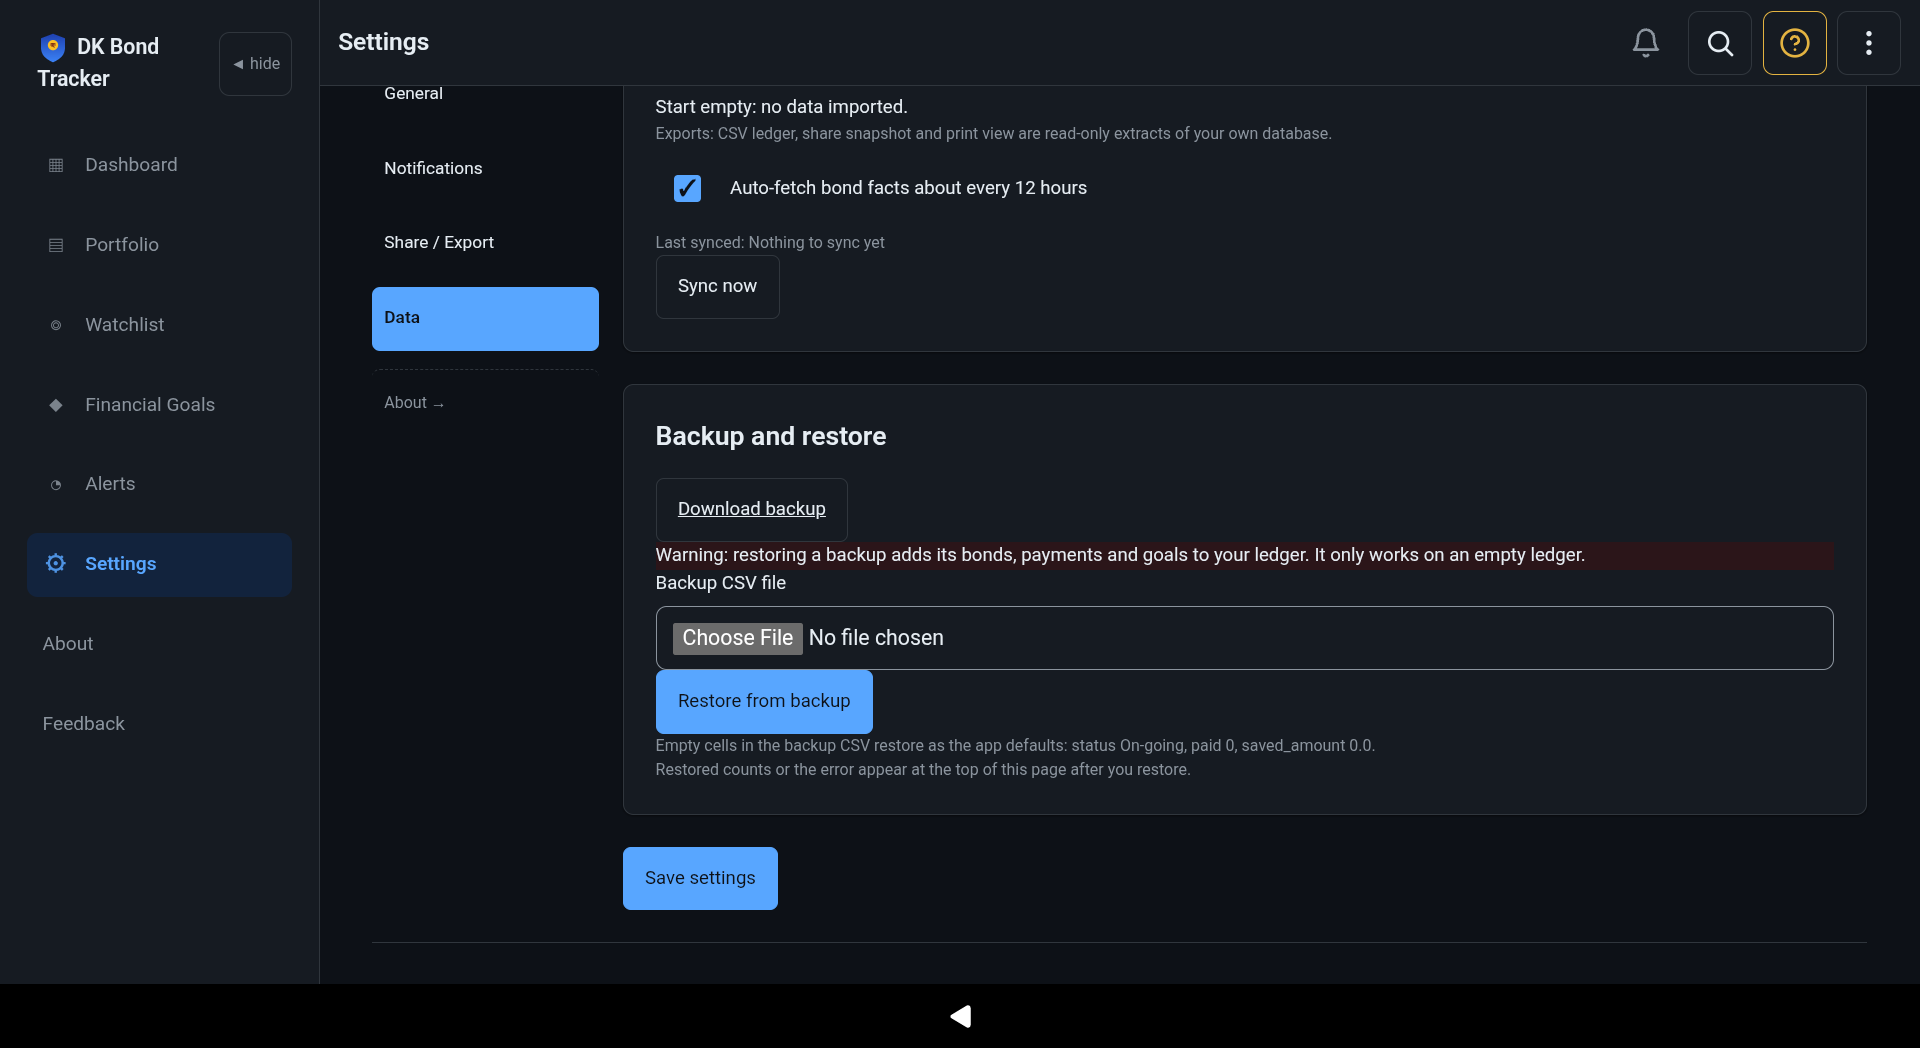 DK Bond
Tracker
◄ hide
Dashboard
Portfolio
Watchlist
Financial Goals
Alerts
Settings
About
Feedback
Settings
General
Notifications
Share / Export
Data
About →
Start empty: no data imported.
Exports: CSV ledger, share snapshot and print view are read-only extracts of your own database.
Auto-fetch bond facts about every 12 hours
Last synced: Nothing to sync yet
Sync now
Backup and restore
Download backup
Warning: restoring a backup adds its bonds, payments and goals to your ledger. It only works on an empty ledger.
Backup CSV file
Choose File No file chosen
Restore from backup
Empty cells in the backup CSV restore as the app defaults: status On-going, paid 0, saved_amount 0.0.
Restored counts or the error appear at the top of this page after you restore.
Save settings